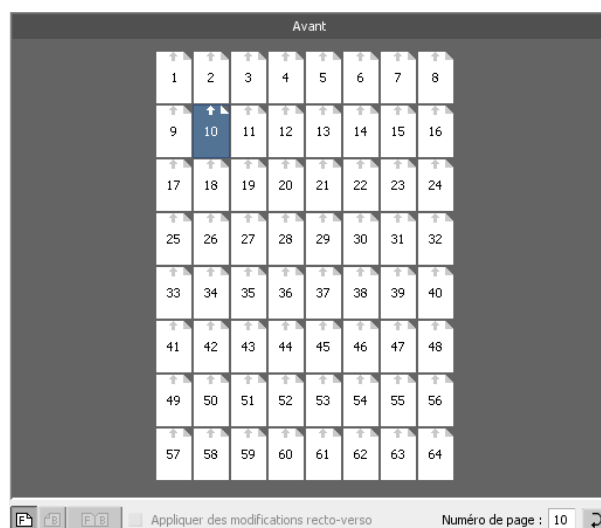 Avant
1 2 3 4 5 6 7 8
9 10 11 12 13 14 15 16
17 18 19 20 21 22 23 24
25 26 27 28 29 30 31 32
33 34 35 36 37 38 39 40
41 42 43 44 45 46 47 48
49 50 51 52 53 54 55 56
57 58 59 60 61 62 63 64
F B F B Appliquer des modifications recto-verso Numéro de page : 10